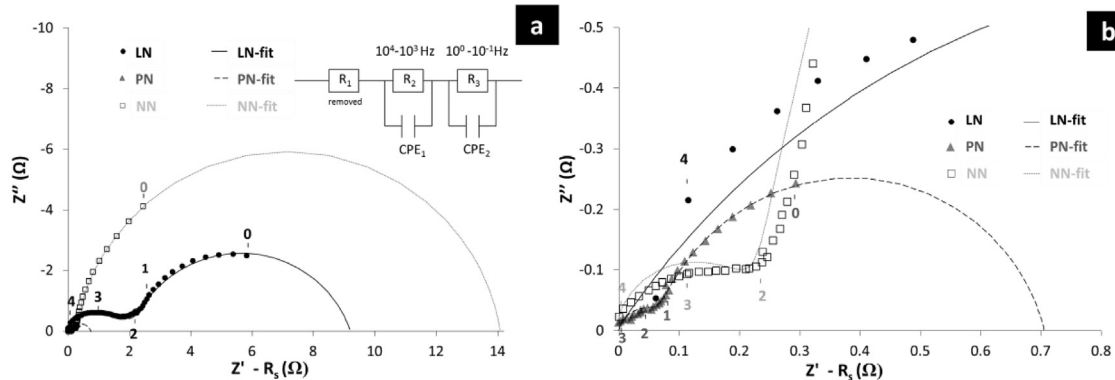 a
-10
-8
-6
-4
-2
0
Z'' (Ω)
0 2 4 6 8 10 12 14 16
Z' - Rs (Ω)
LN LN-fit
PN PN-fit
NN NN-fit
10⁴-10³ Hz 10⁰-10⁻¹Hz
R₁ R₂ R₃
removed
CPE₁ CPE₂
0
0
1
4 3
2
b
-0.5
-0.4
-0.3
-0.2
-0.1
0
Z'' (Ω)
0 0.1 0.2 0.3 0.4 0.5 0.6 0.7 0.8
Z' - Rs (Ω)
LN LN-fit
PN PN-fit
NN NN-fit
4
0
4 3 2
3 2 1